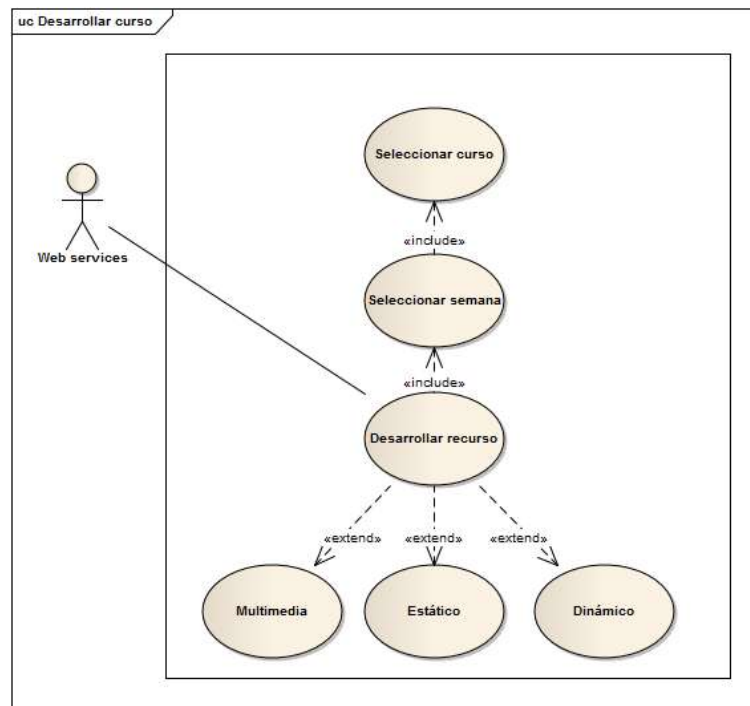 uc Desarrollar curso
Seleccionar curso
Web services
«include»
Seleccionar semana
«include»
Desarrollar recurso
«extend» «extend» «extend»
Multimedia Estático Dinámico